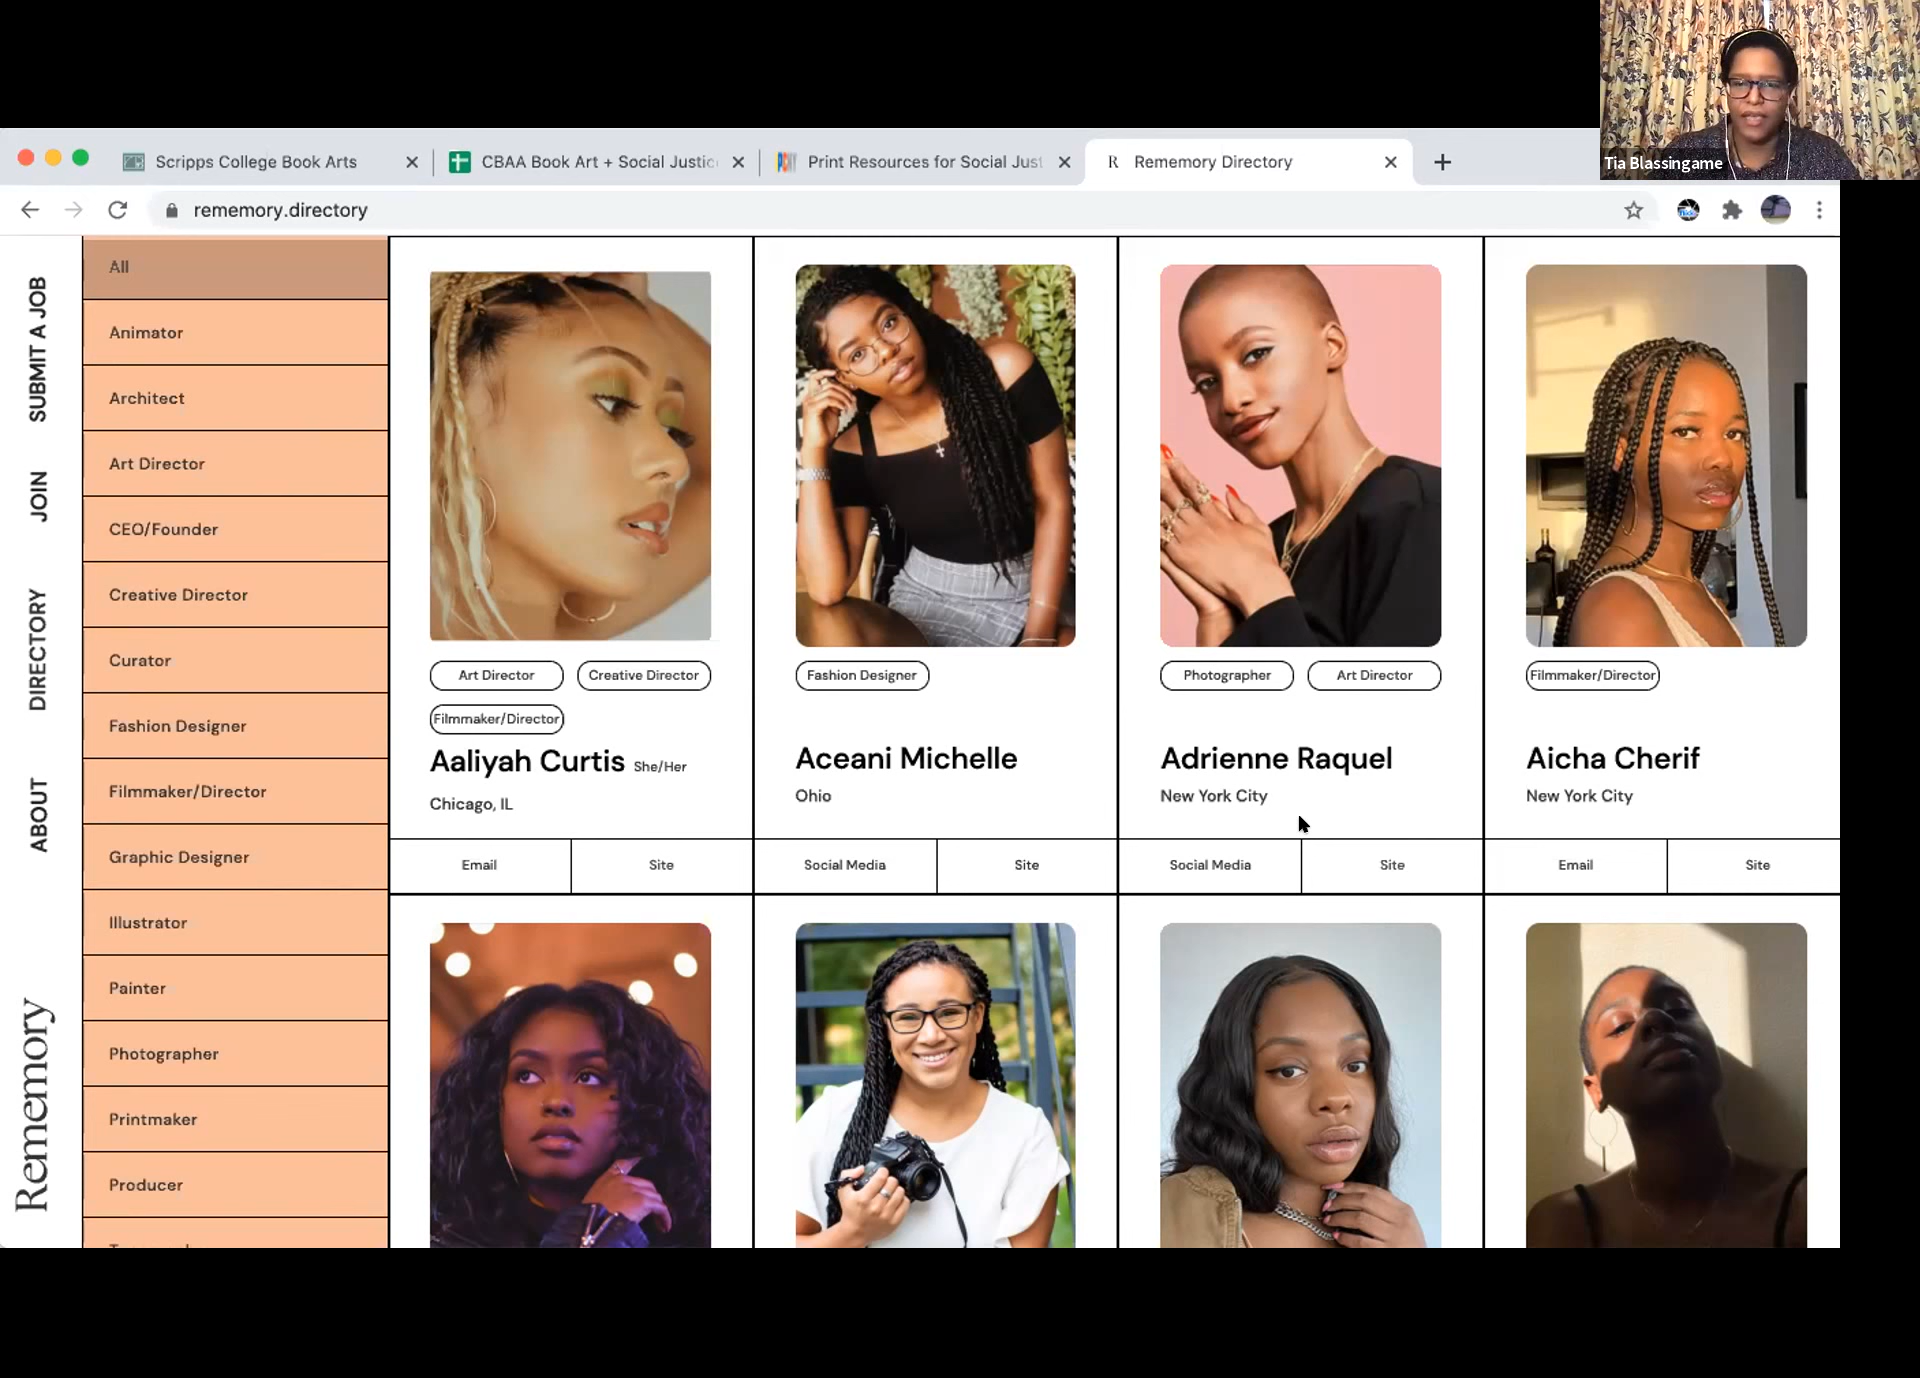 Tia Blassingame
Scripps College Book Arts
CBAA Book Art + Social Justic
Print Resources for Social Just
R Rememory Directory
rememory.directory
SUBMIT A JOB
JOIN
DIRECTORY
ABOUT
Rememory
All
Animator
Architect
Art Director
CEO/Founder
Creative Director
Curator
Fashion Designer
Filmmaker/Director
Graphic Designer
Illustrator
Painter
Photographer
Printmaker
Producer
Art Director Creative Director
Filmmaker/Director
Aaliyah Curtis She/Her
Chicago, IL
Email Site
Fashion Designer
Aceani Michelle
Ohio
Social Media Site
Photographer Art Director
Adrienne Raquel
New York City
Social Media Site
Filmmaker/Director
Aicha Cherif
New York City
Email Site